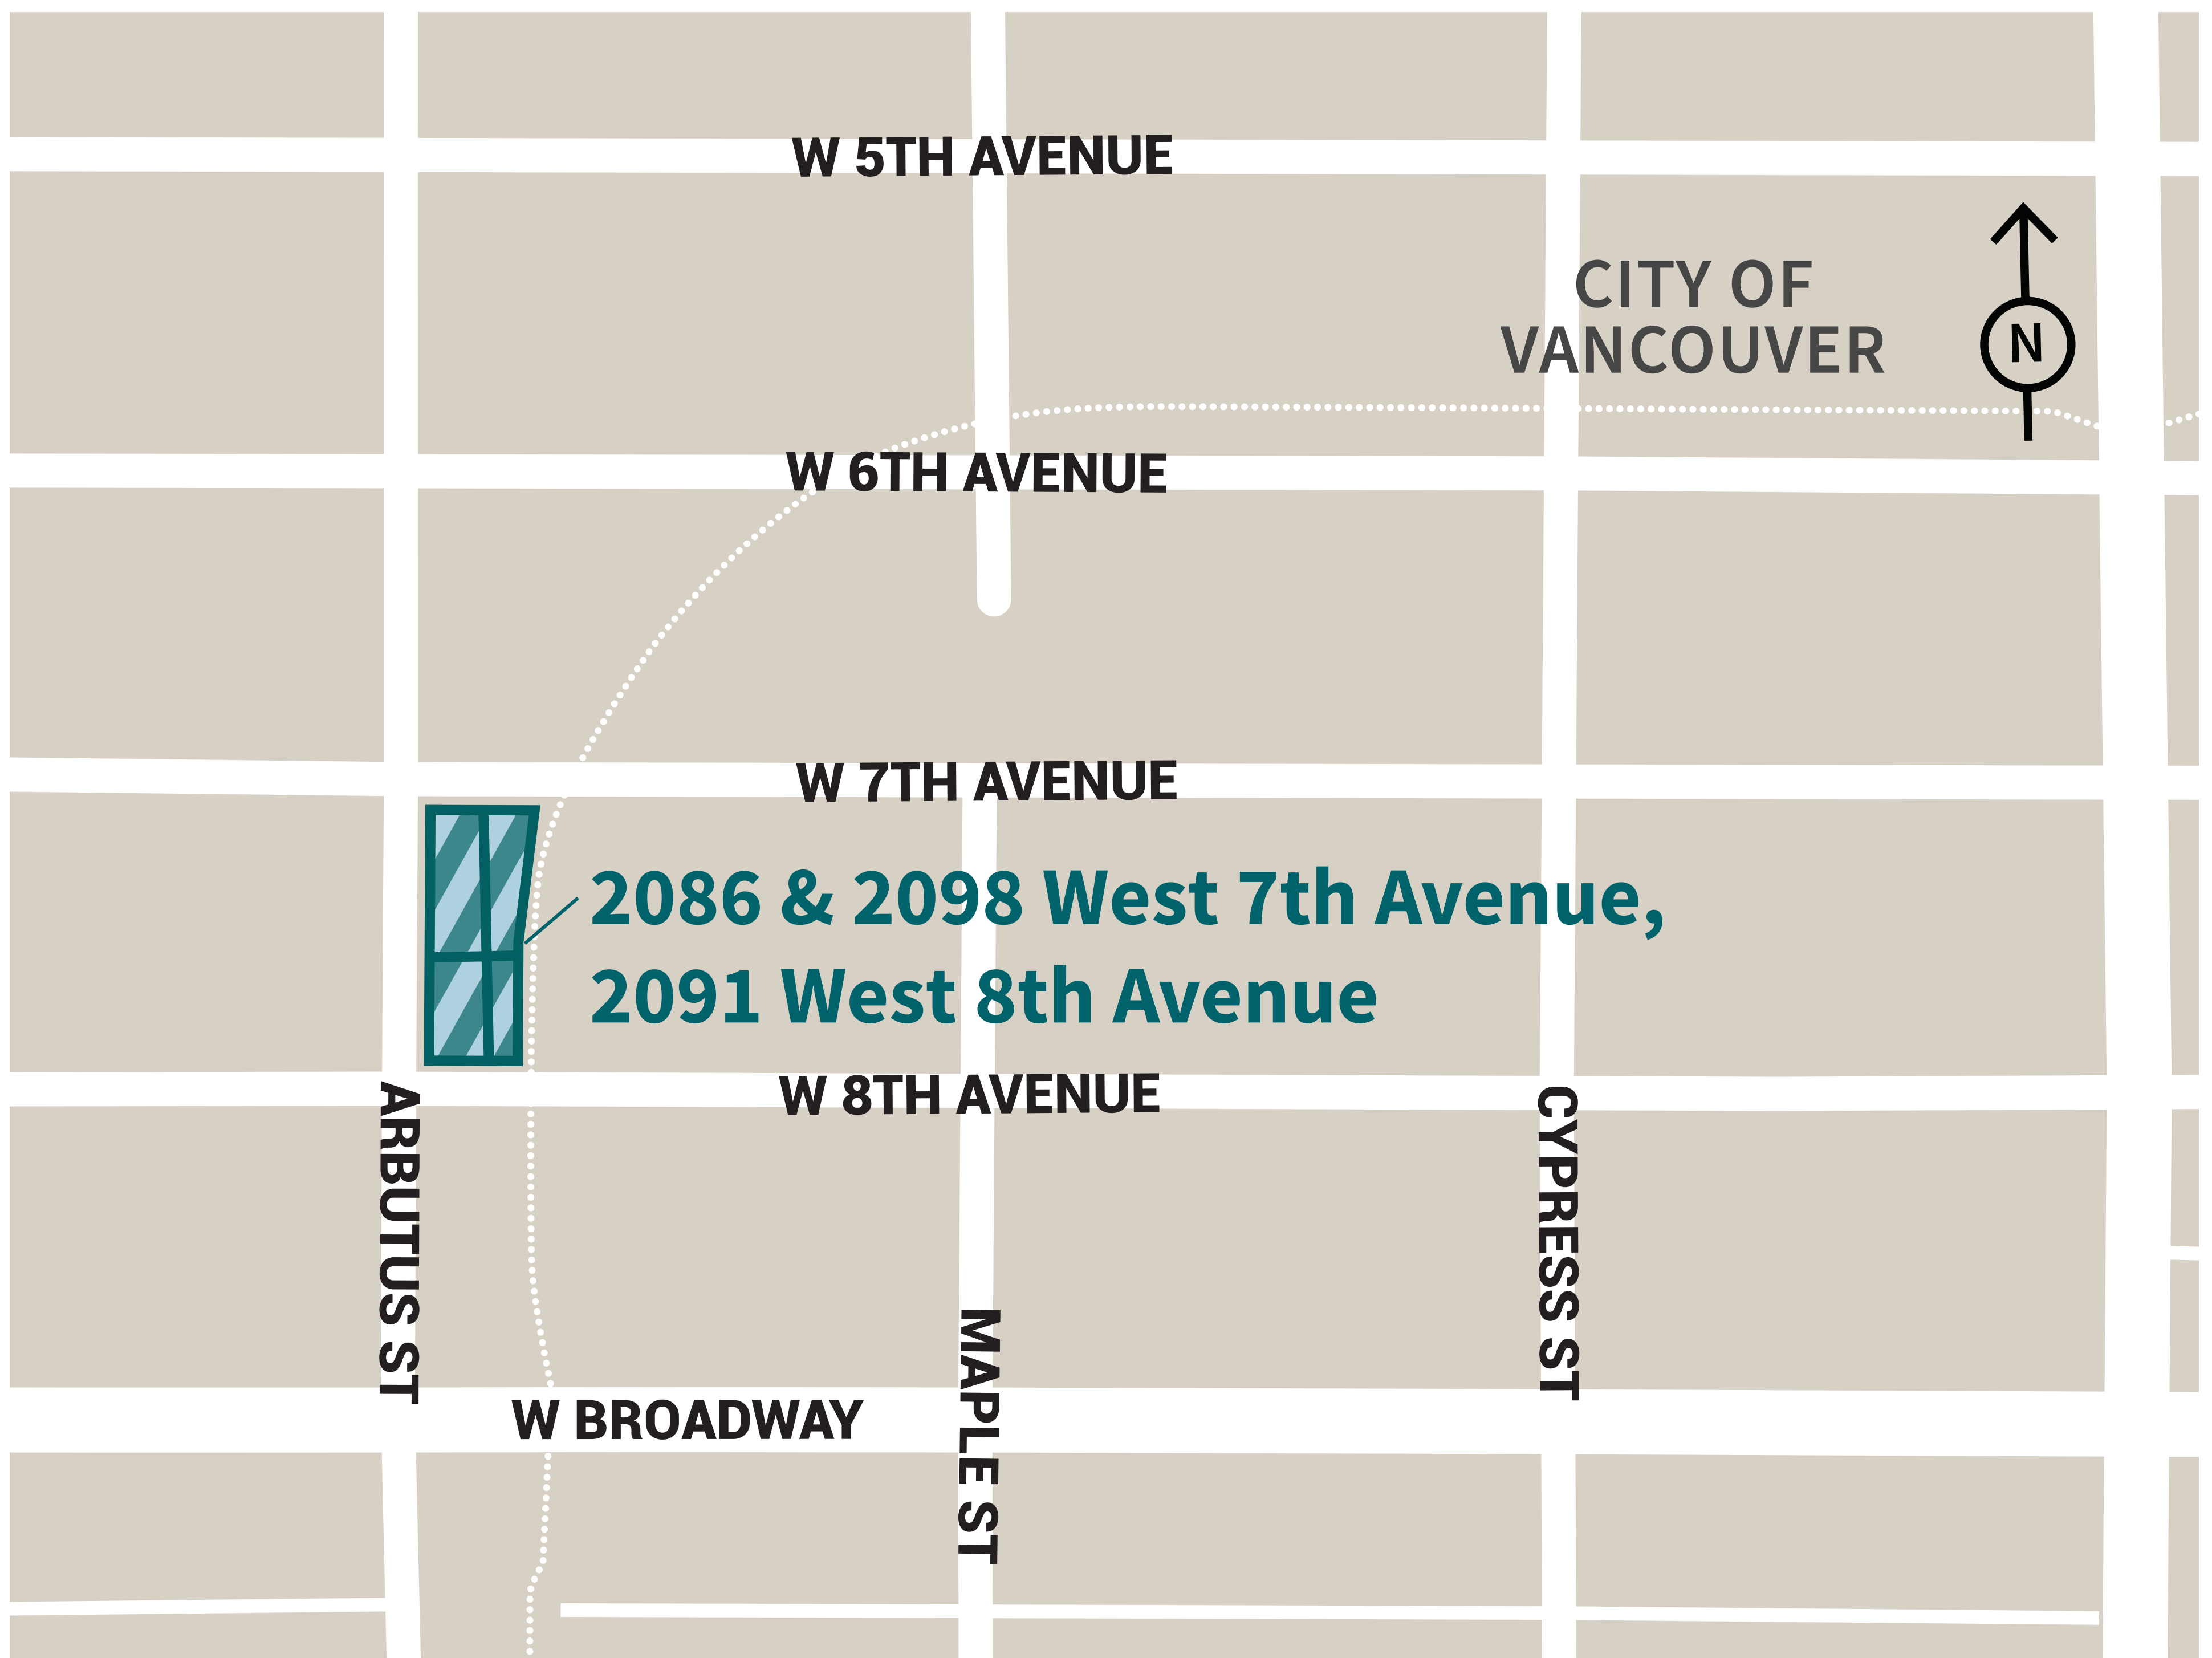 W 5TH AVENUE
CITY OF
VANCOUVER
N
W 6TH AVENUE
W 7TH AVENUE
2086 & 2098 West 7th Avenue,
2091 West 8th Avenue
W 8TH AVENUE
ARBUTUS ST
CYPRESS ST
MAPLE ST
W BROADWAY